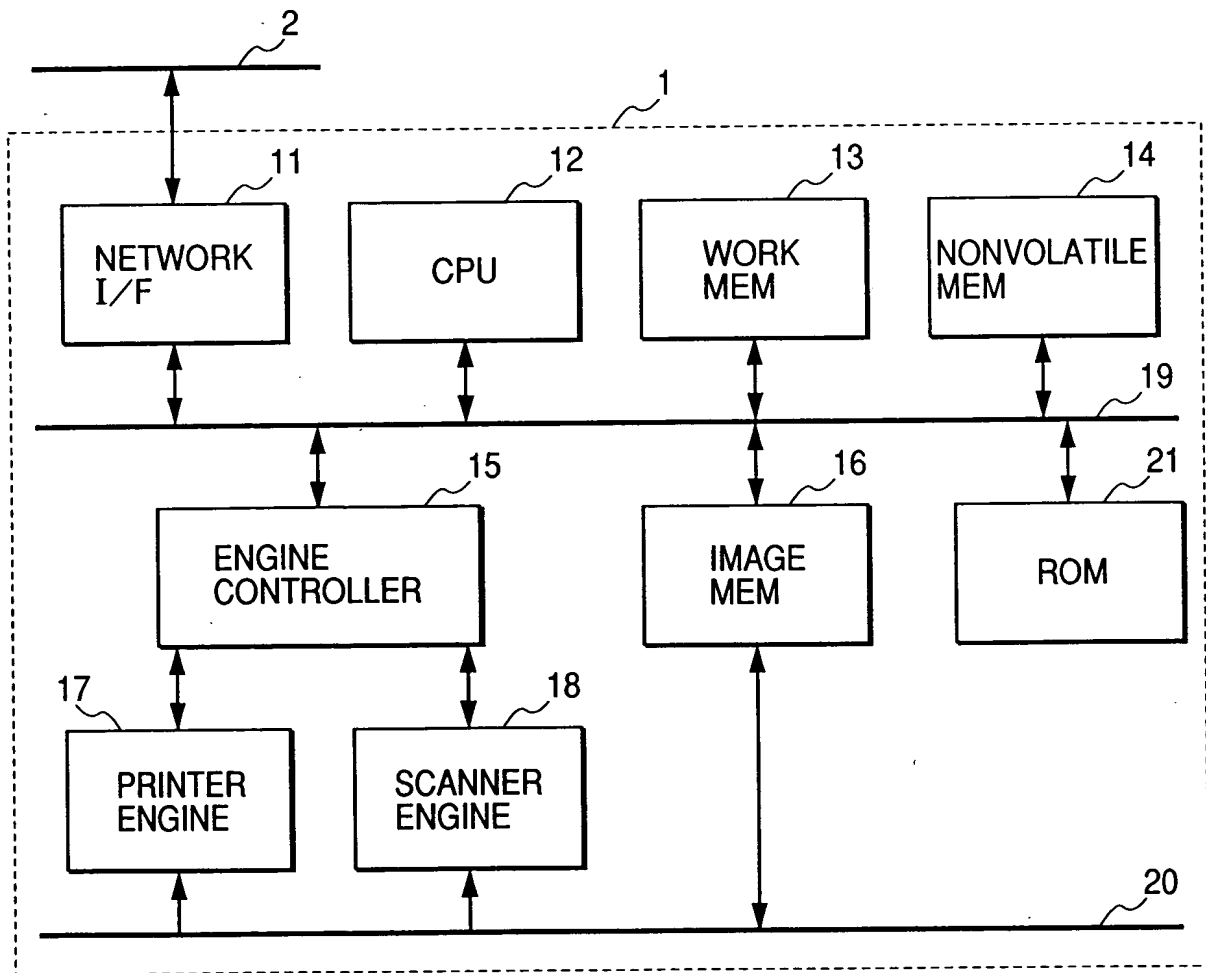 2
1
11
12
13
14
NETWORK
I/F
CPU
WORK
MEM
NONVOLATILE
MEM
19
15
16
21
ENGINE
CONTROLLER
IMAGE
MEM
ROM
17
18
PRINTER
ENGINE
SCANNER
ENGINE
20